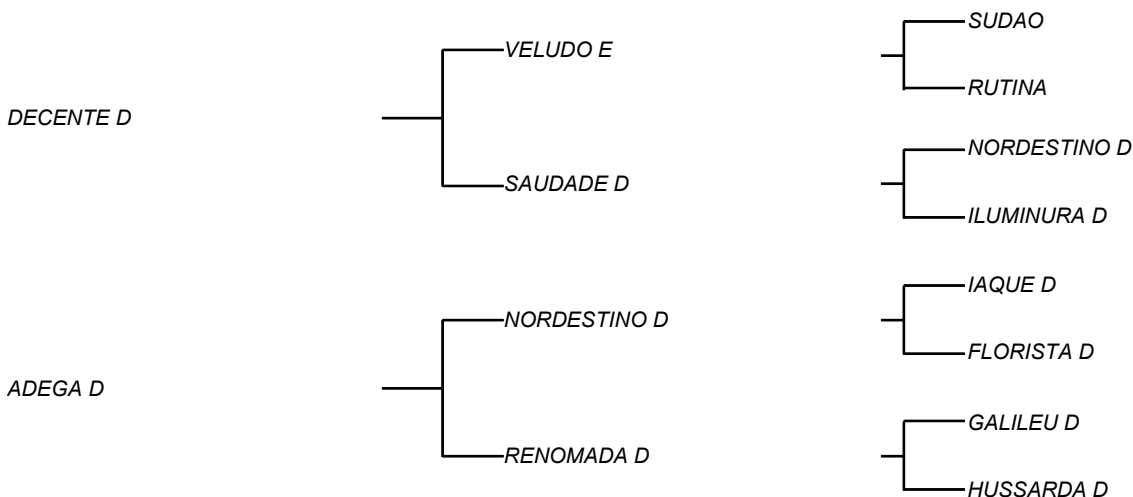 DECENTE D
VELUDO E
SUDAO
RUTINA
SAUDADE D
NORDESTINO D
ILUMINURA D
ADEGA D
NORDESTINO D
IAQUE D
FLORISTA D
RENOMADA D
GALILEU D
HUSSARDA D